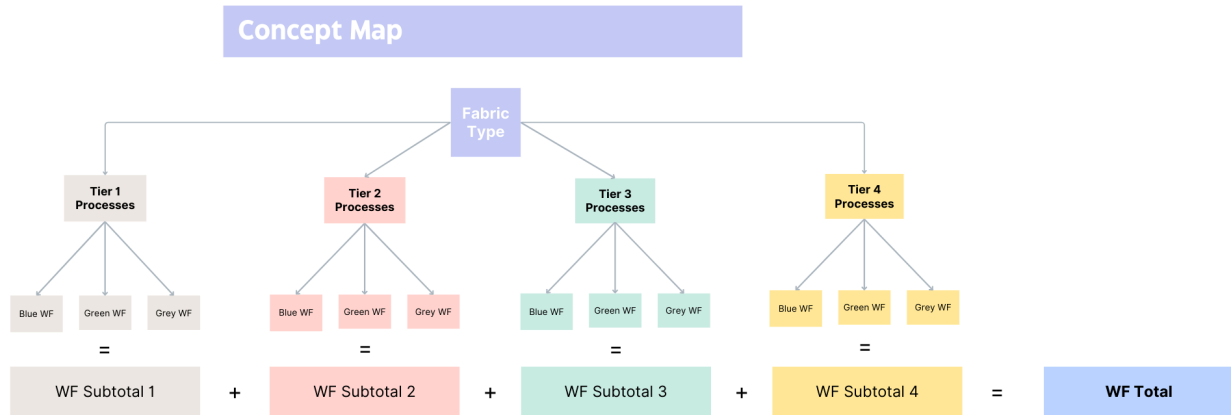 Concept Map
Fabric
Type
Tier 1
Processes
Tier 2
Processes
Tier 3
Processes
Tier 4
Processes
Blue WF
Green WF
Grey WF
Blue WF
Green WF
Grey WF
Blue WF
Green WF
Grey WF
Blue WF
Green WF
Grey WF
=
=
=
=
WF Subtotal 1 + WF Subtotal 2 + WF Subtotal 3 + WF Subtotal 4 = WF Total